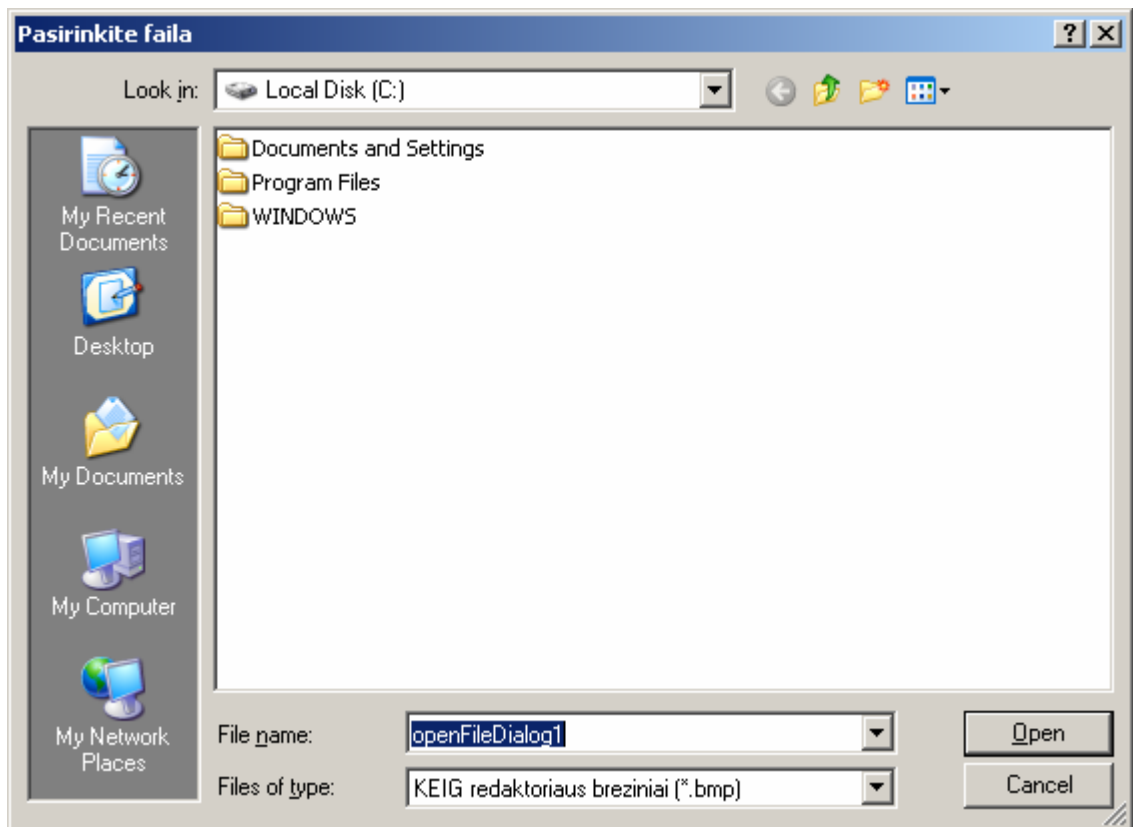 Pasirinkite faila
Look in:
Local Disk (C:)
Documents and Settings
Program Files
WINDOWS
My Recent
Documents
Desktop
My Documents
My Computer
My Network
Places
File name:
openFileDialog1
Open
Files of type:
KEIG redaktoriaus breziniai (*.bmp)
Cancel